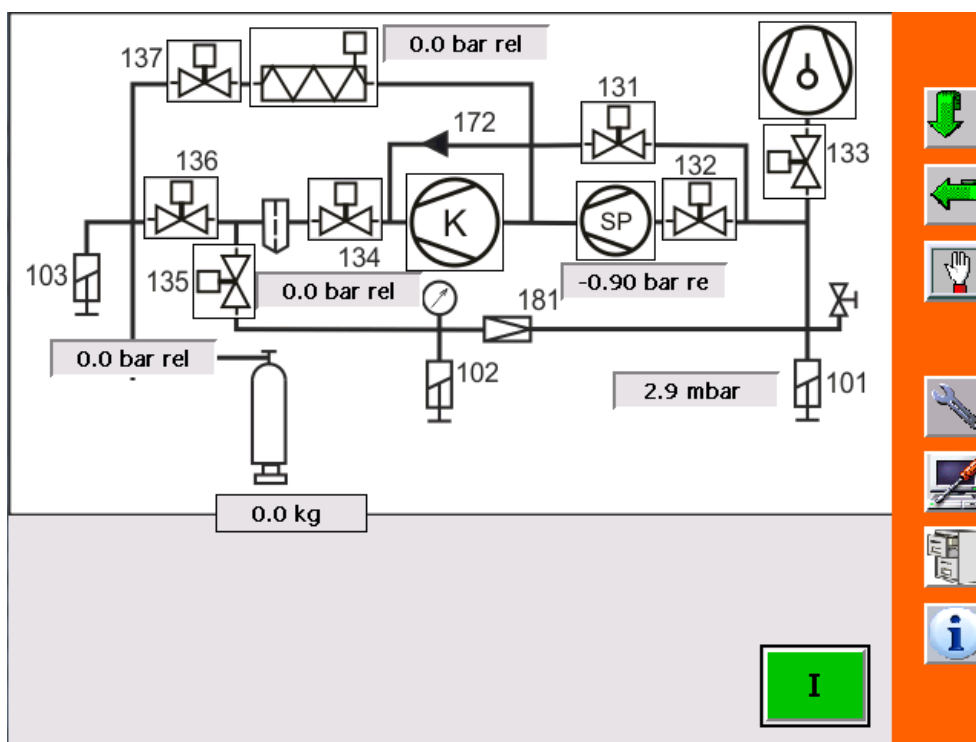 137
0.0 bar rel
131
172
133
136
132
K
SP
103
135
134
0.0 bar rel
-0.90 bar re
181
0.0 bar rel
102
2.9 mbar
101
0.0 kg
I